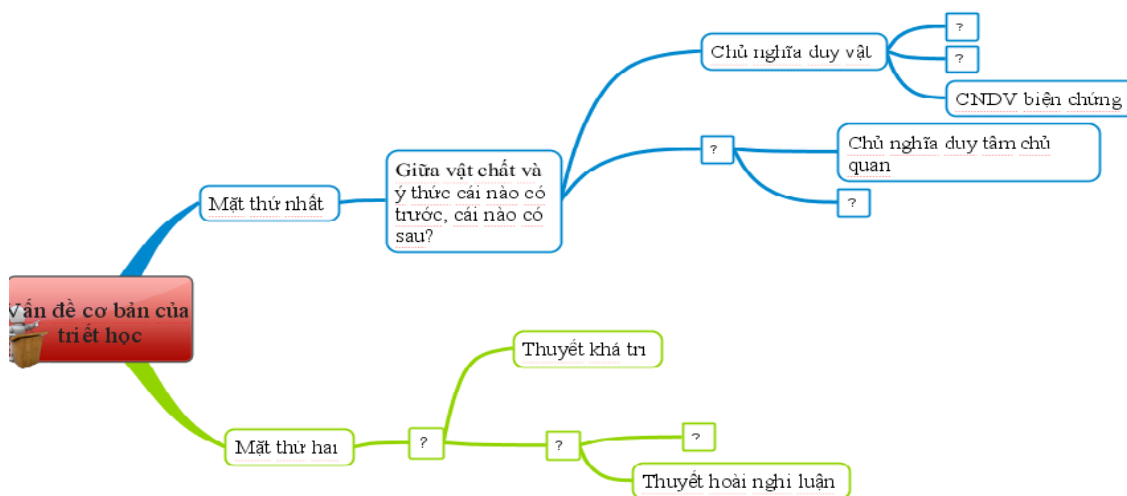 ?
Chủ nghĩa duy vật
?
CNDV biện chứng
?
Chủ nghĩa duy tâm chủ
quan
?
Giữa vật chất và
ý thức cái nào có
trước, cái nào có
sau?
Mặt thứ nhất
Vấn đề cơ bản của
triết học
Thuyết khả tri
Mặt thứ hai
?
?
?
Thuyết hoài nghi luận